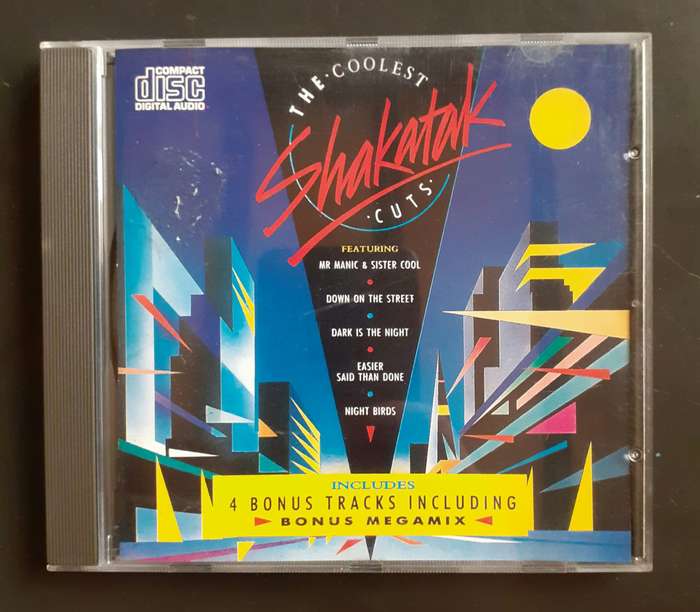 COMPACT
disc
DIGITAL AUDIO
THE · COOLEST
Shakatak
· CUTS ·
FEATURING
MR MANIC & SISTER COOL
DOWN ON THE STREET
DARK IS THE NIGHT
EASIER
SAID THAN DONE
NIGHT BIRDS
INCLUDES
4 BONUS TRACKS INCLUDING
BONUS MEGAMIX